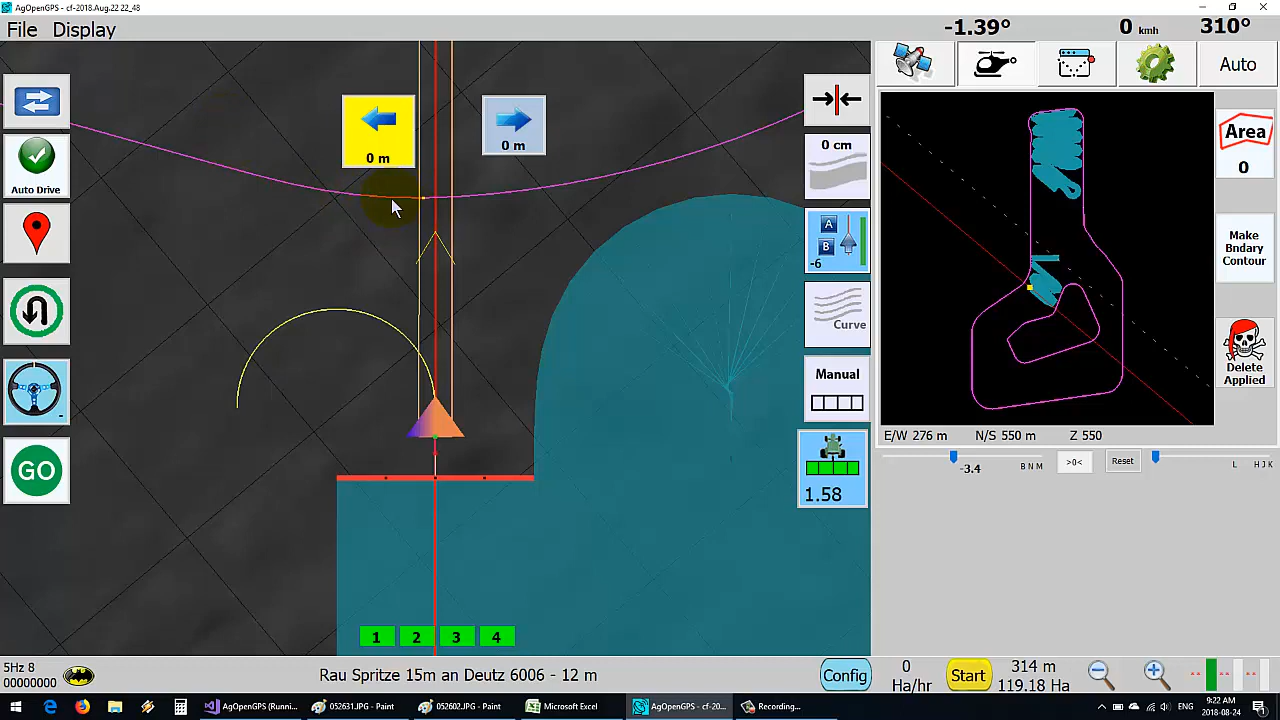 AgOpenGPS - cf-2018.Aug.22 22_48
File Display
-1.39° 0 kmh 310°
Auto
0 m
0 m
Auto Drive
0 cm
A
B
-6
Curve
Manual
1.58
GO
Area
0
Make
Bndary
Contour
Delete
Applied
E/W 276 m N/S 550 m Z 550
-3.4 B N M >0< Reset L H J K
1 2 3 4
5Hz 8
00000000
Rau Spritze 15m an Deutz 6006 - 12 m
Config
0
Ha/hr
Start
314 m
119.18 Ha
AgOpenGPS (Runni...
052631.JPG - Paint
052602.JPG - Paint
Microsoft Excel
AgOpenGPS - cf-20...
Recording...
ENG
9:22 AM
2018-08-24